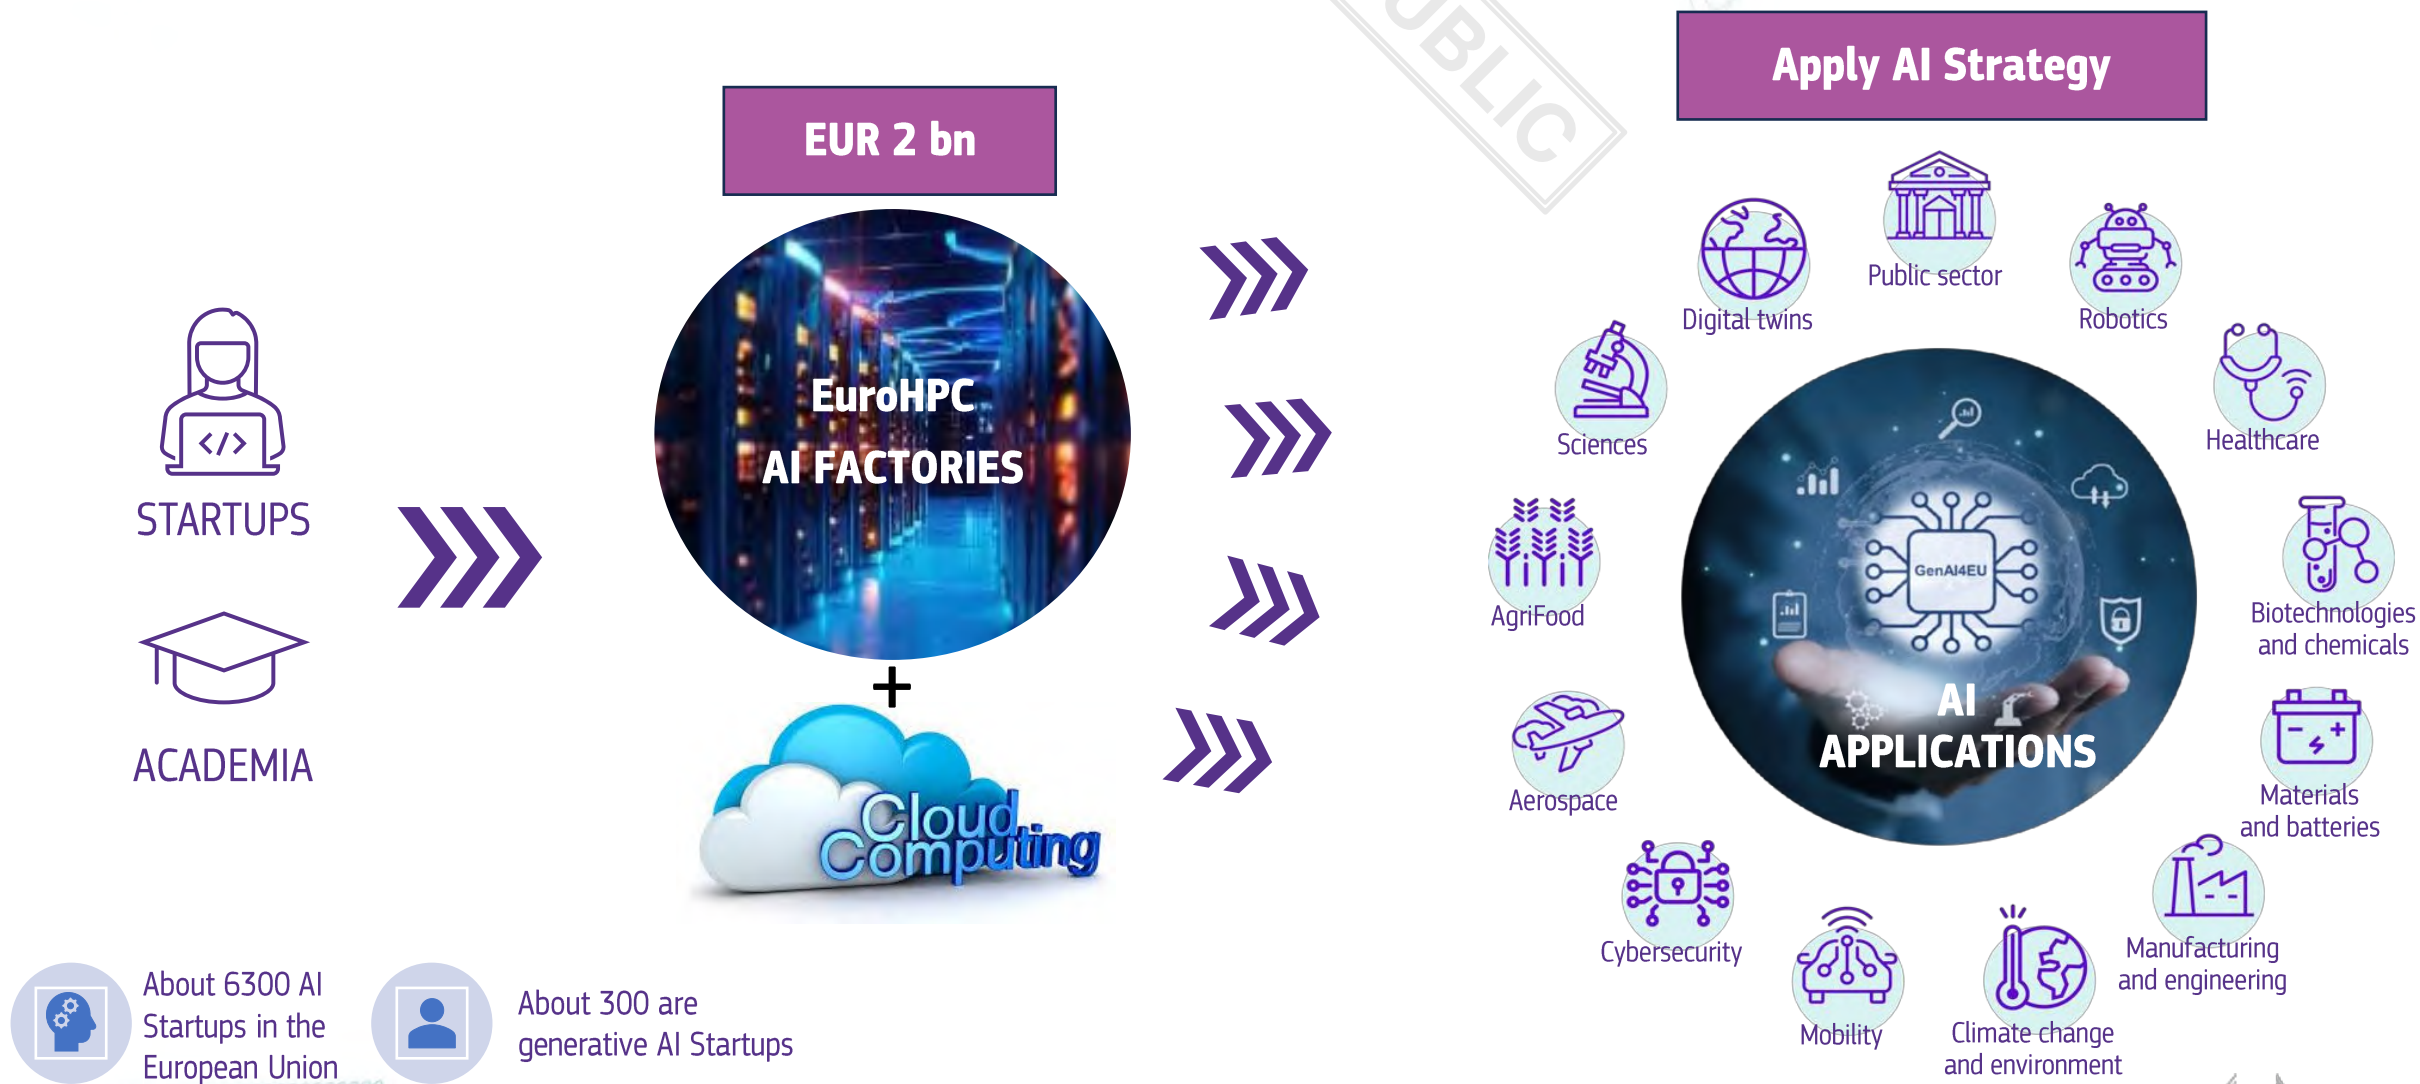 UBLIC
Apply AI Strategy
EUR 2 bn
Public sector
Digital twins
Robotics
Sciences
Healthcare
EuroHPC
AI FACTORIES
</>
STARTUPS
GenAI4EU
AgriFood
Biotechnologies
and chemicals
AI
APPLICATIONS
ACADEMIA
+
Cloud
Computing
Aerospace
Materials
and batteries
Cybersecurity
Manufacturing
and engineering
Mobility
Climate change
and environment
About 6300 AI
Startups in the
European Union
About 300 are
generative AI Startups